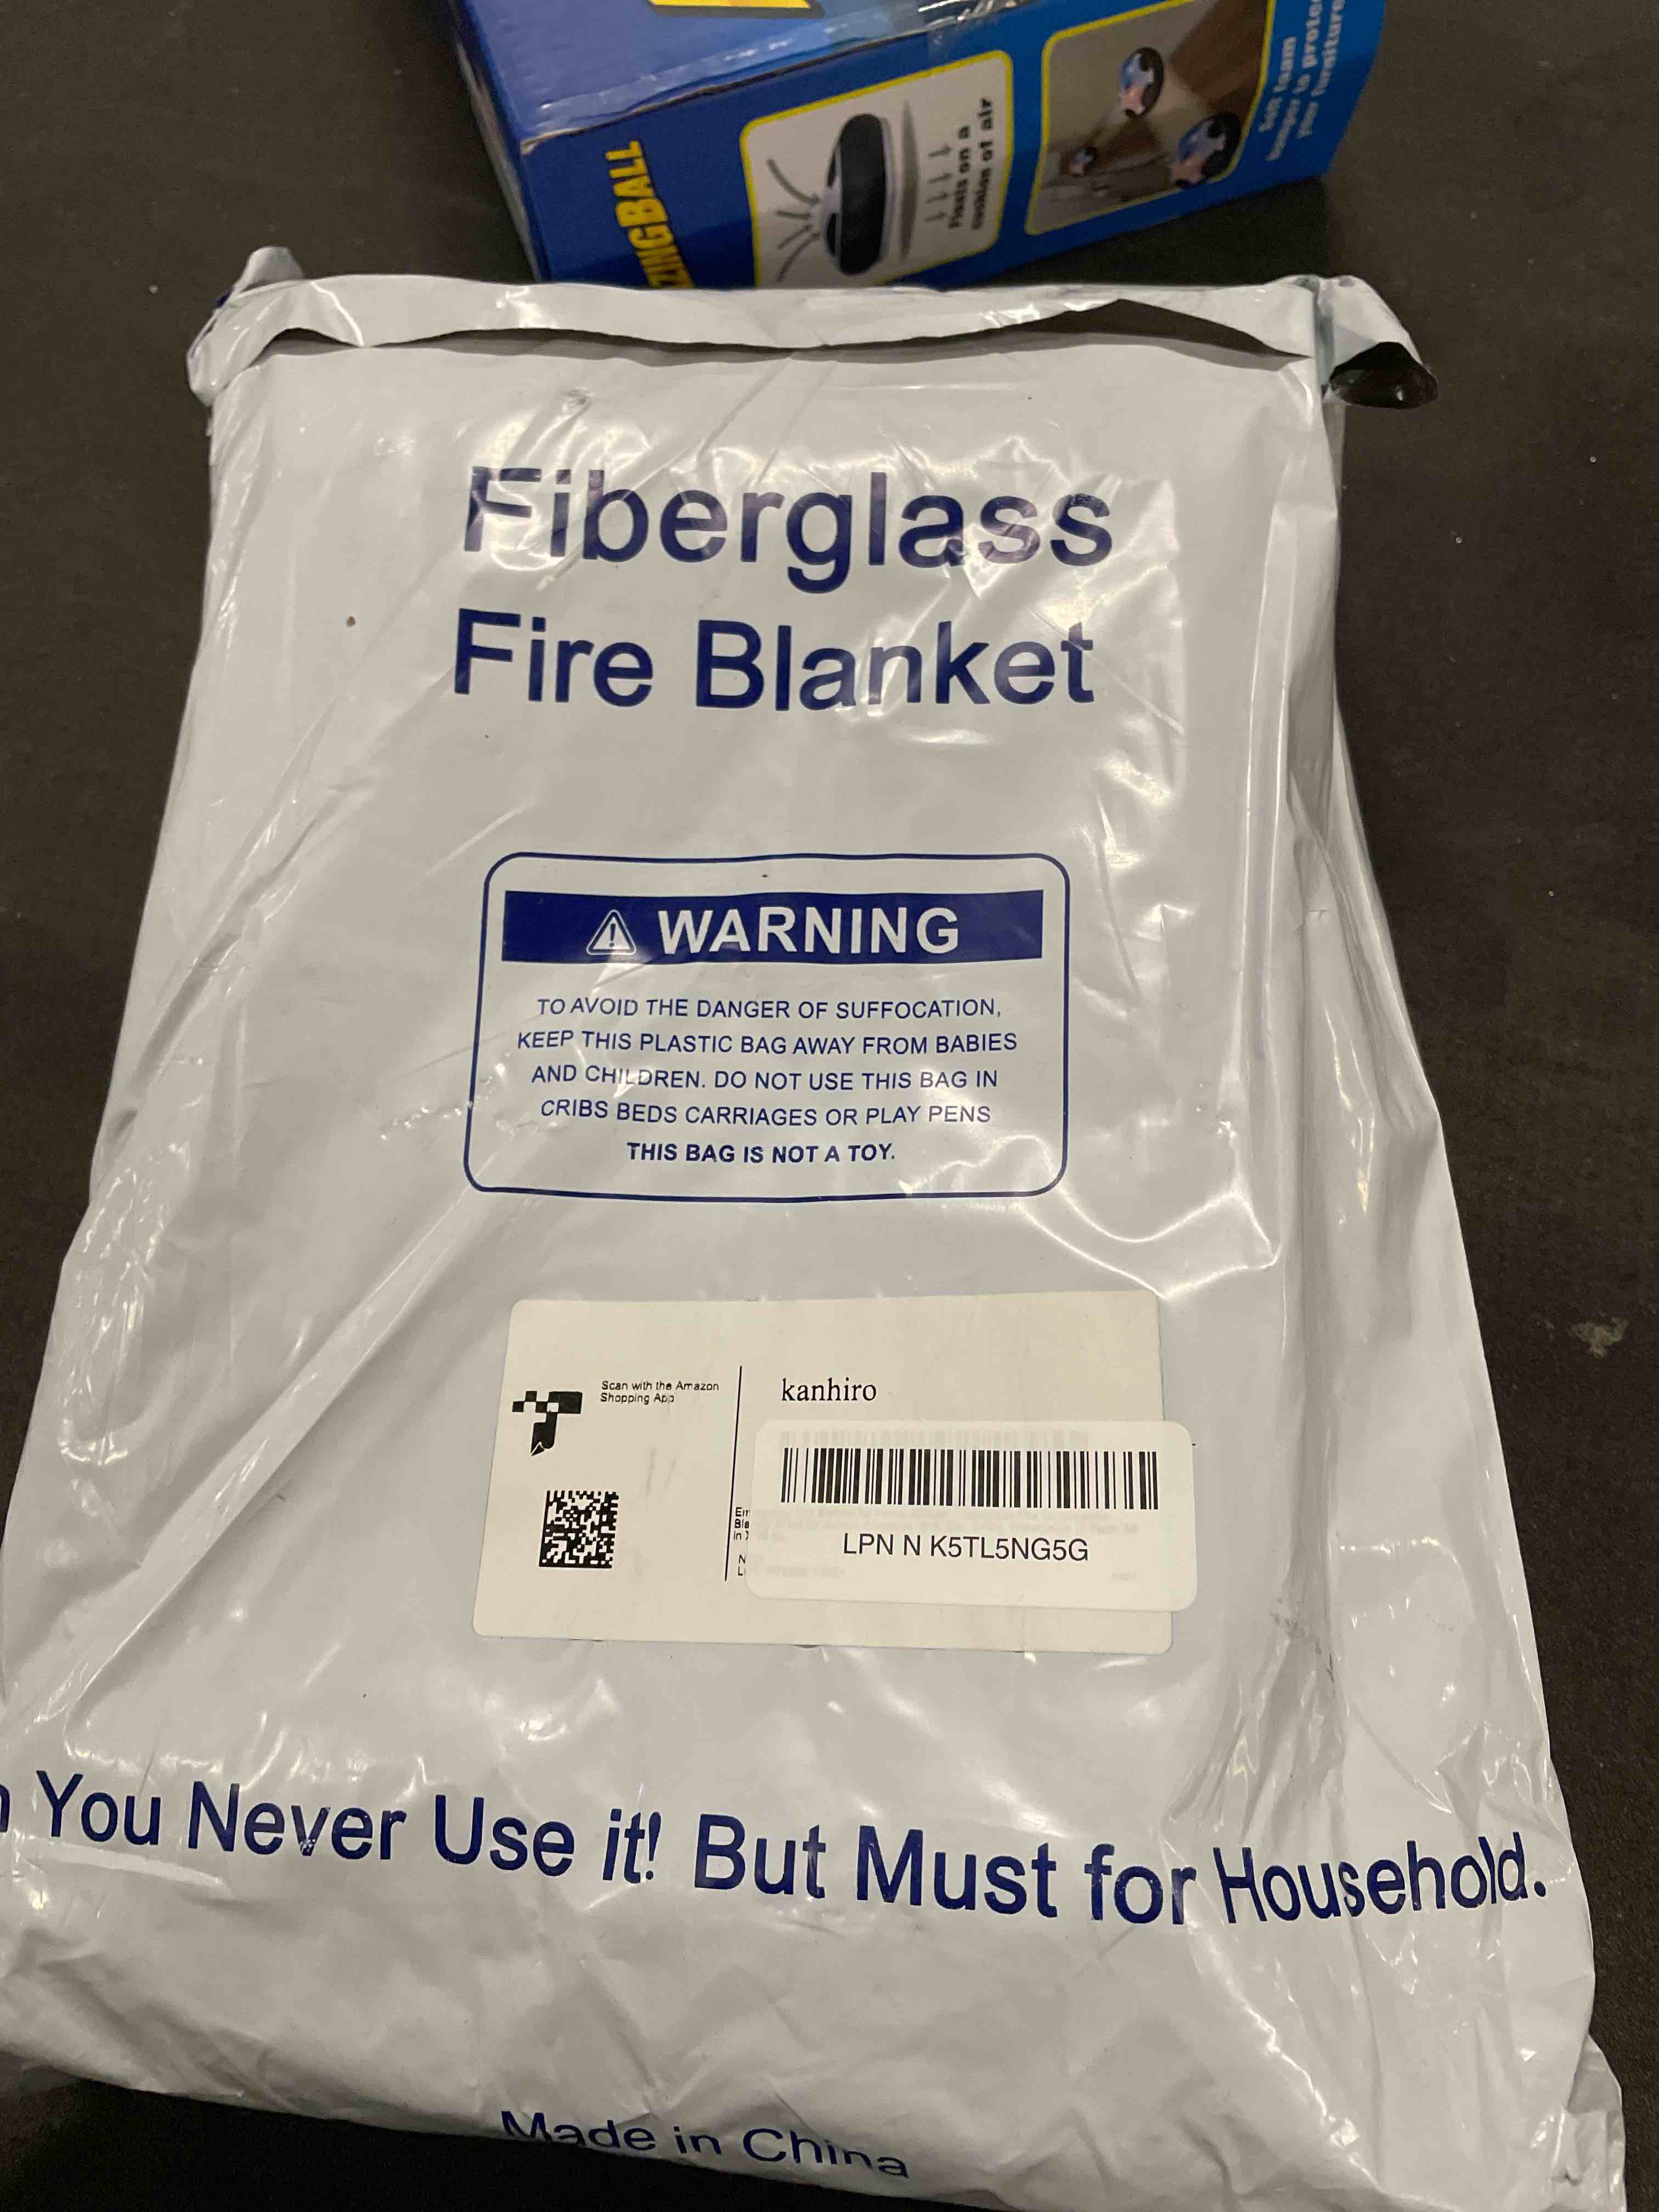 ZINGBALL
Floats on a
cushion of air
Soft foam
bumper to protect
your furniture
Fiberglass
Fire Blanket
WARNING
TO AVOID THE DANGER OF SUFFOCATION,
KEEP THIS PLASTIC BAG AWAY FROM BABIES
AND CHILDREN. DO NOT USE THIS BAG IN
CRIBS BEDS CARRIAGES OR PLAY PENS
THIS BAG IS NOT A TOY.
Scan with the Amazon
Shopping App
kanhiro
LPN N K5TL5NG5G
You Never Use it! But Must for Household.
Made in China